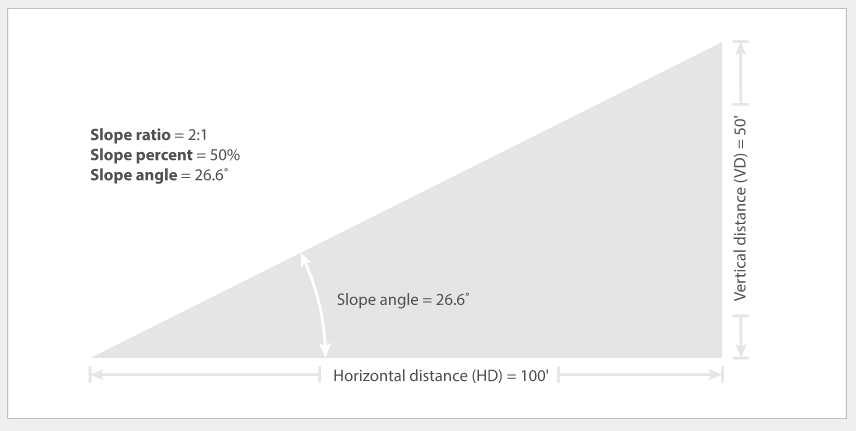 Slope ratio = 2:1
Slope percent = 50%
Slope angle = 26.6˚
Vertical distance (VD) = 50'
Slope angle = 26.6˚
Horizontal distance (HD) = 100'